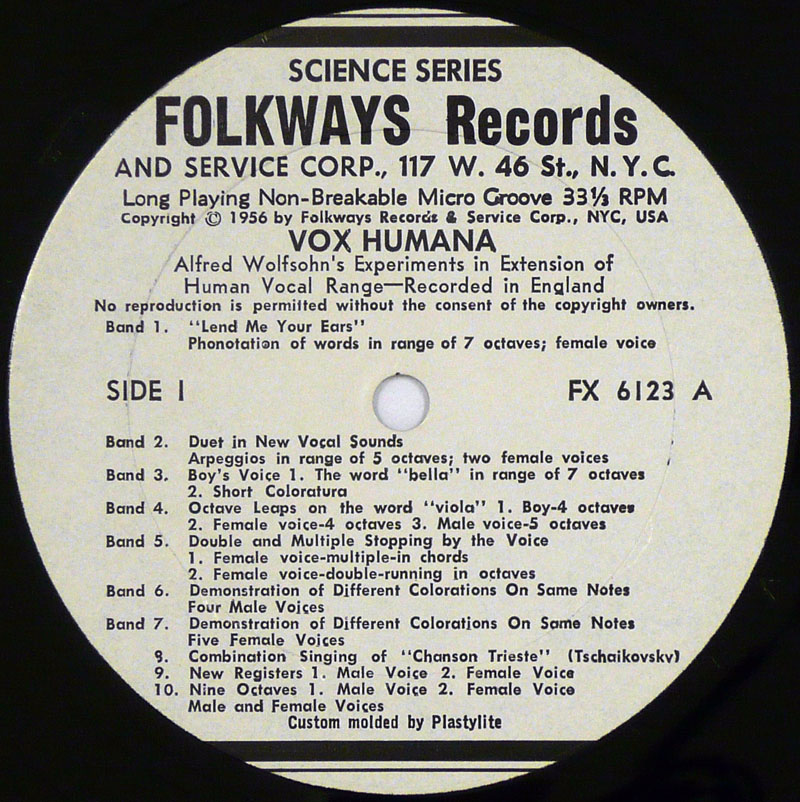 SCIENCE SERIES
FOLKWAYS Records
AND SERVICE CORP., 117 W. 46 St., N. Y. C.
Long Playing Non-Breakable Micro Groove 33⅓ RPM
Copyright © 1956 by Folkways Records & Service Corp., NYC, USA
VOX HUMANA
Alfred Wolfsohn's Experiments in Extension of
Human Vocal Range—Recorded in England
No reproduction is permitted without the consent of the copyright owners.
Band 1. "Lend Me Your Ears"
Phonotation of words in range of 7 octaves; female voice
SIDE I FX 6123 A
Band 2. Duet in New Vocal Sounds
Arpeggios in range of 5 octaves; two female voices
Band 3. Boy's Voice 1. The word "bella" in range of 7 octaves
2. Short Coloratura
Band 4. Octave Leaps on the word "viola" 1. Boy-4 octaves
2. Female voice-4 octaves 3. Male voice-5 octaves
Band 5. Double and Multiple Stopping by the Voice
1. Female voice-multiple-in chords
2. Female voice-double-running in octaves
Band 6. Demonstration of Different Colorations On Same Notes
Four Male Voices
Band 7. Demonstration of Different Colorations On Same Notes
Five Female Voices
8. Combination Singing of "Chanson Trieste" (Tschaikovsky)
9. New Registers 1. Male Voice 2. Female Voice
10. Nine Octaves 1. Male Voice 2. Female Voice
Male and Female Voices
Custom molded by Plastylite